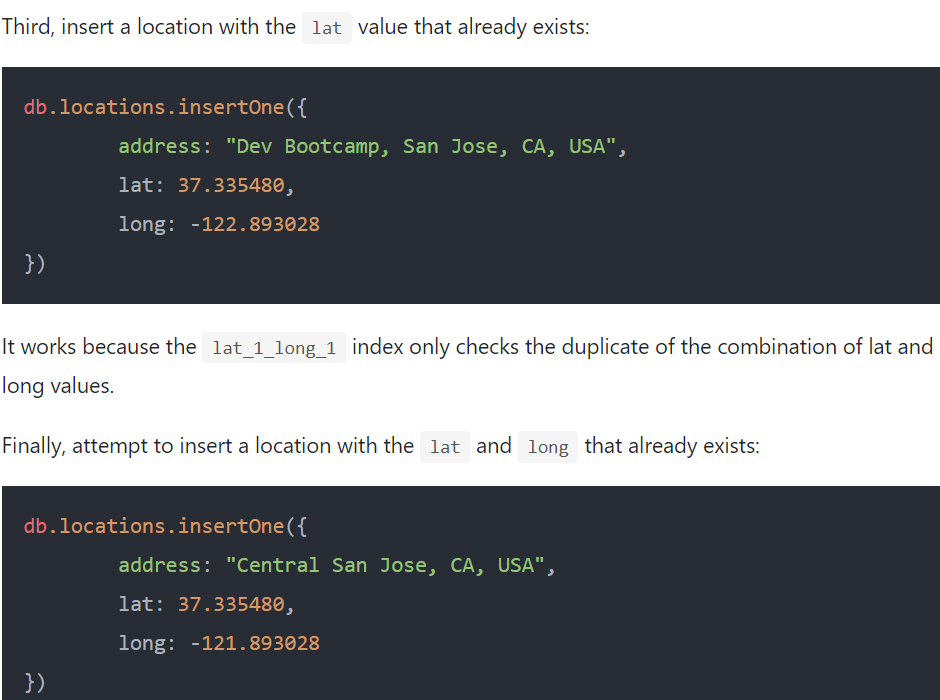 Third, insert a location with the lat value that already exists:
db.locations.insertOne({
address: "Dev Bootcamp, San Jose, CA, USA",
lat: 37.335480,
long: -122.893028
})
It works because the lat_1_long_1 index only checks the duplicate of the combination of lat and
long values.
Finally, attempt to insert a location with the lat and long that already exists:
db.locations.insertOne({
address: "Central San Jose, CA, USA",
lat: 37.335480,
long: -121.893028
})